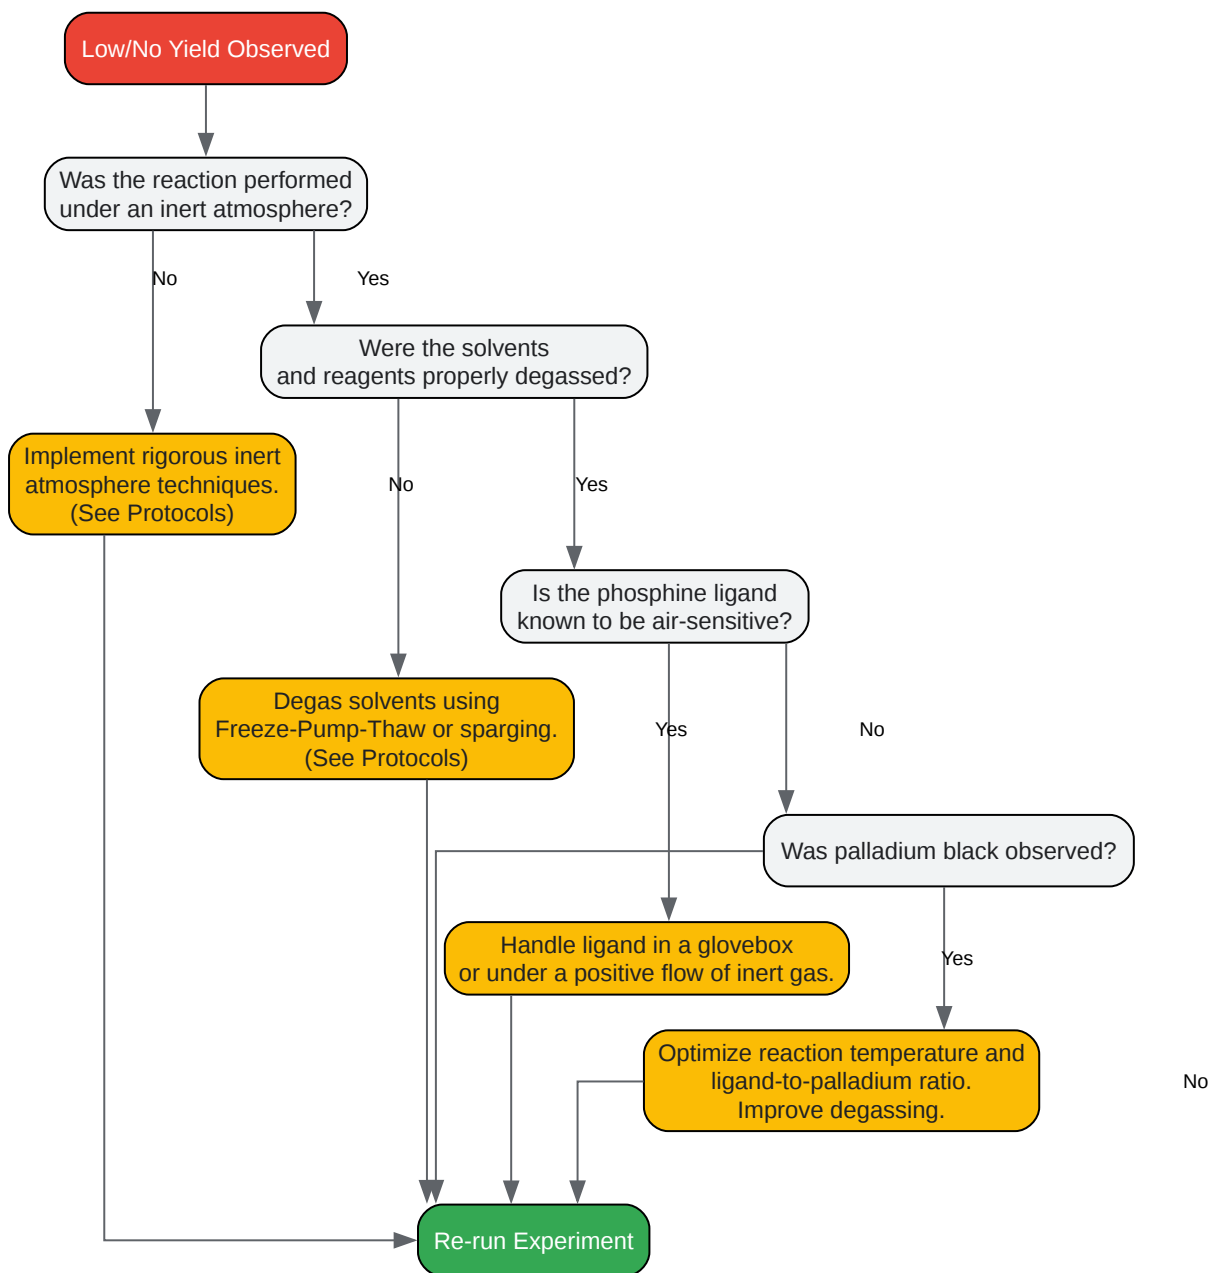 Low/No Yield Observed
Was the reaction performed
under an inert atmosphere?
No
Yes
Were the solvents
and reagents properly degassed?
Implement rigorous inert
atmosphere techniques.
(See Protocols)
No
Yes
Is the phosphine ligand
known to be air-sensitive?
Degas solvents using
Freeze-Pump-Thaw or sparging.
(See Protocols)
Yes
No
Was palladium black observed?
Handle ligand in a glovebox
or under a positive flow of inert gas.
Yes
Optimize reaction temperature and
ligand-to-palladium ratio.
Improve degassing.
No
Re-run Experiment